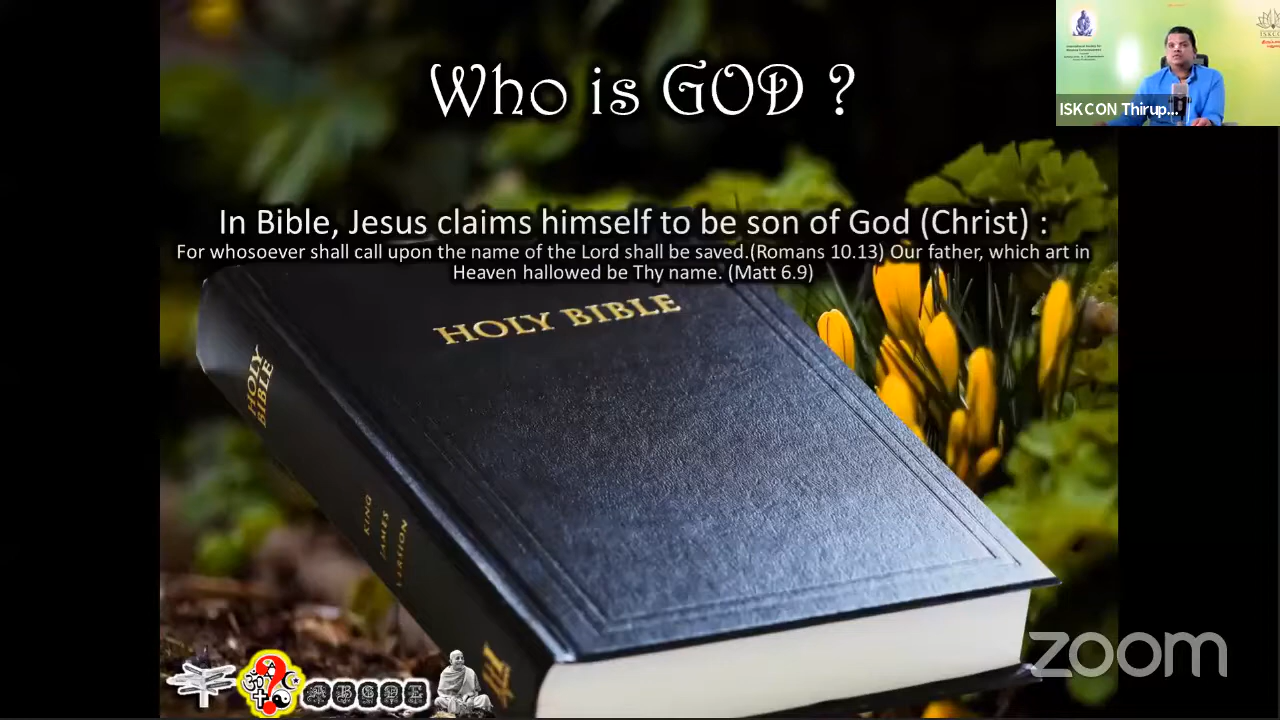 Who is GOD ?
ISKCON Thirup...
In Bible, Jesus claims himself to be son of God (Christ) :
For whosoever shall call upon the name of the Lord shall be saved.(Romans 10.13) Our father, which art in
Heaven hallowed be Thy name. (Matt 6.9)
HOLY BIBLE
HOLY
BIBLE
KING
JAMES
VERSION
zoom
A B C D E